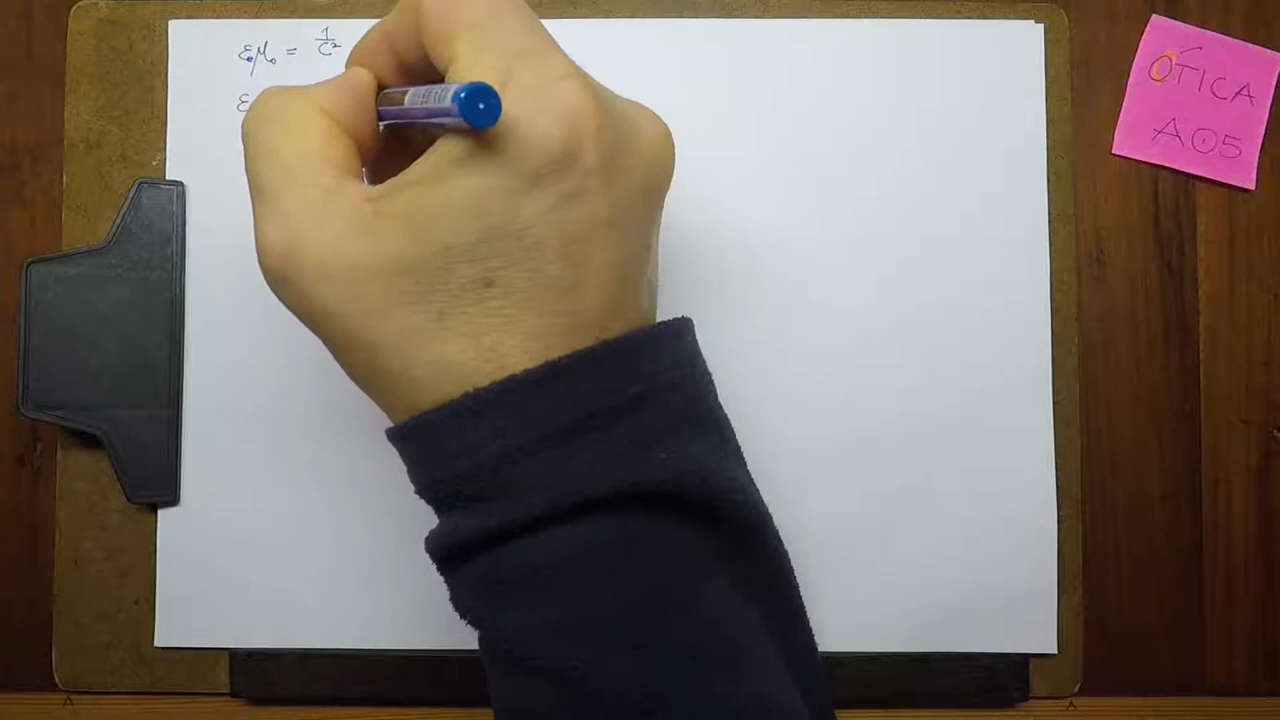 ε₀μ₀ = 1/C²
ε
ÓTICA
A05